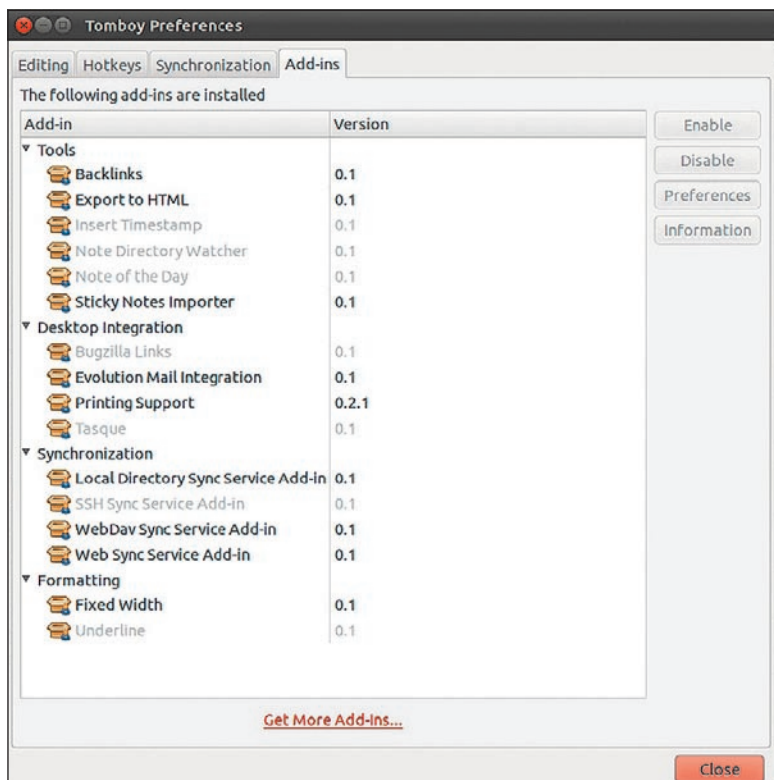 Tomboy Preferences
Editing Hotkeys Synchronization Add-ins
The following add-ins are installed
Add-in Version
Tools
Backlinks 0.1
Export to HTML 0.1
Insert Timestamp 0.1
Note Directory Watcher 0.1
Note of the Day 0.1
Sticky Notes Importer 0.1
Desktop Integration
Bugzilla Links 0.1
Evolution Mail Integration 0.1
Printing Support 0.2.1
Tasque 0.1
Synchronization
Local Directory Sync Service Add-in 0.1
SSH Sync Service Add-in 0.1
WebDav Sync Service Add-in 0.1
Web Sync Service Add-in 0.1
Formatting
Fixed Width 0.1
Underline 0.1
Enable
Disable
Preferences
Information
Get More Add-Ins...
Close